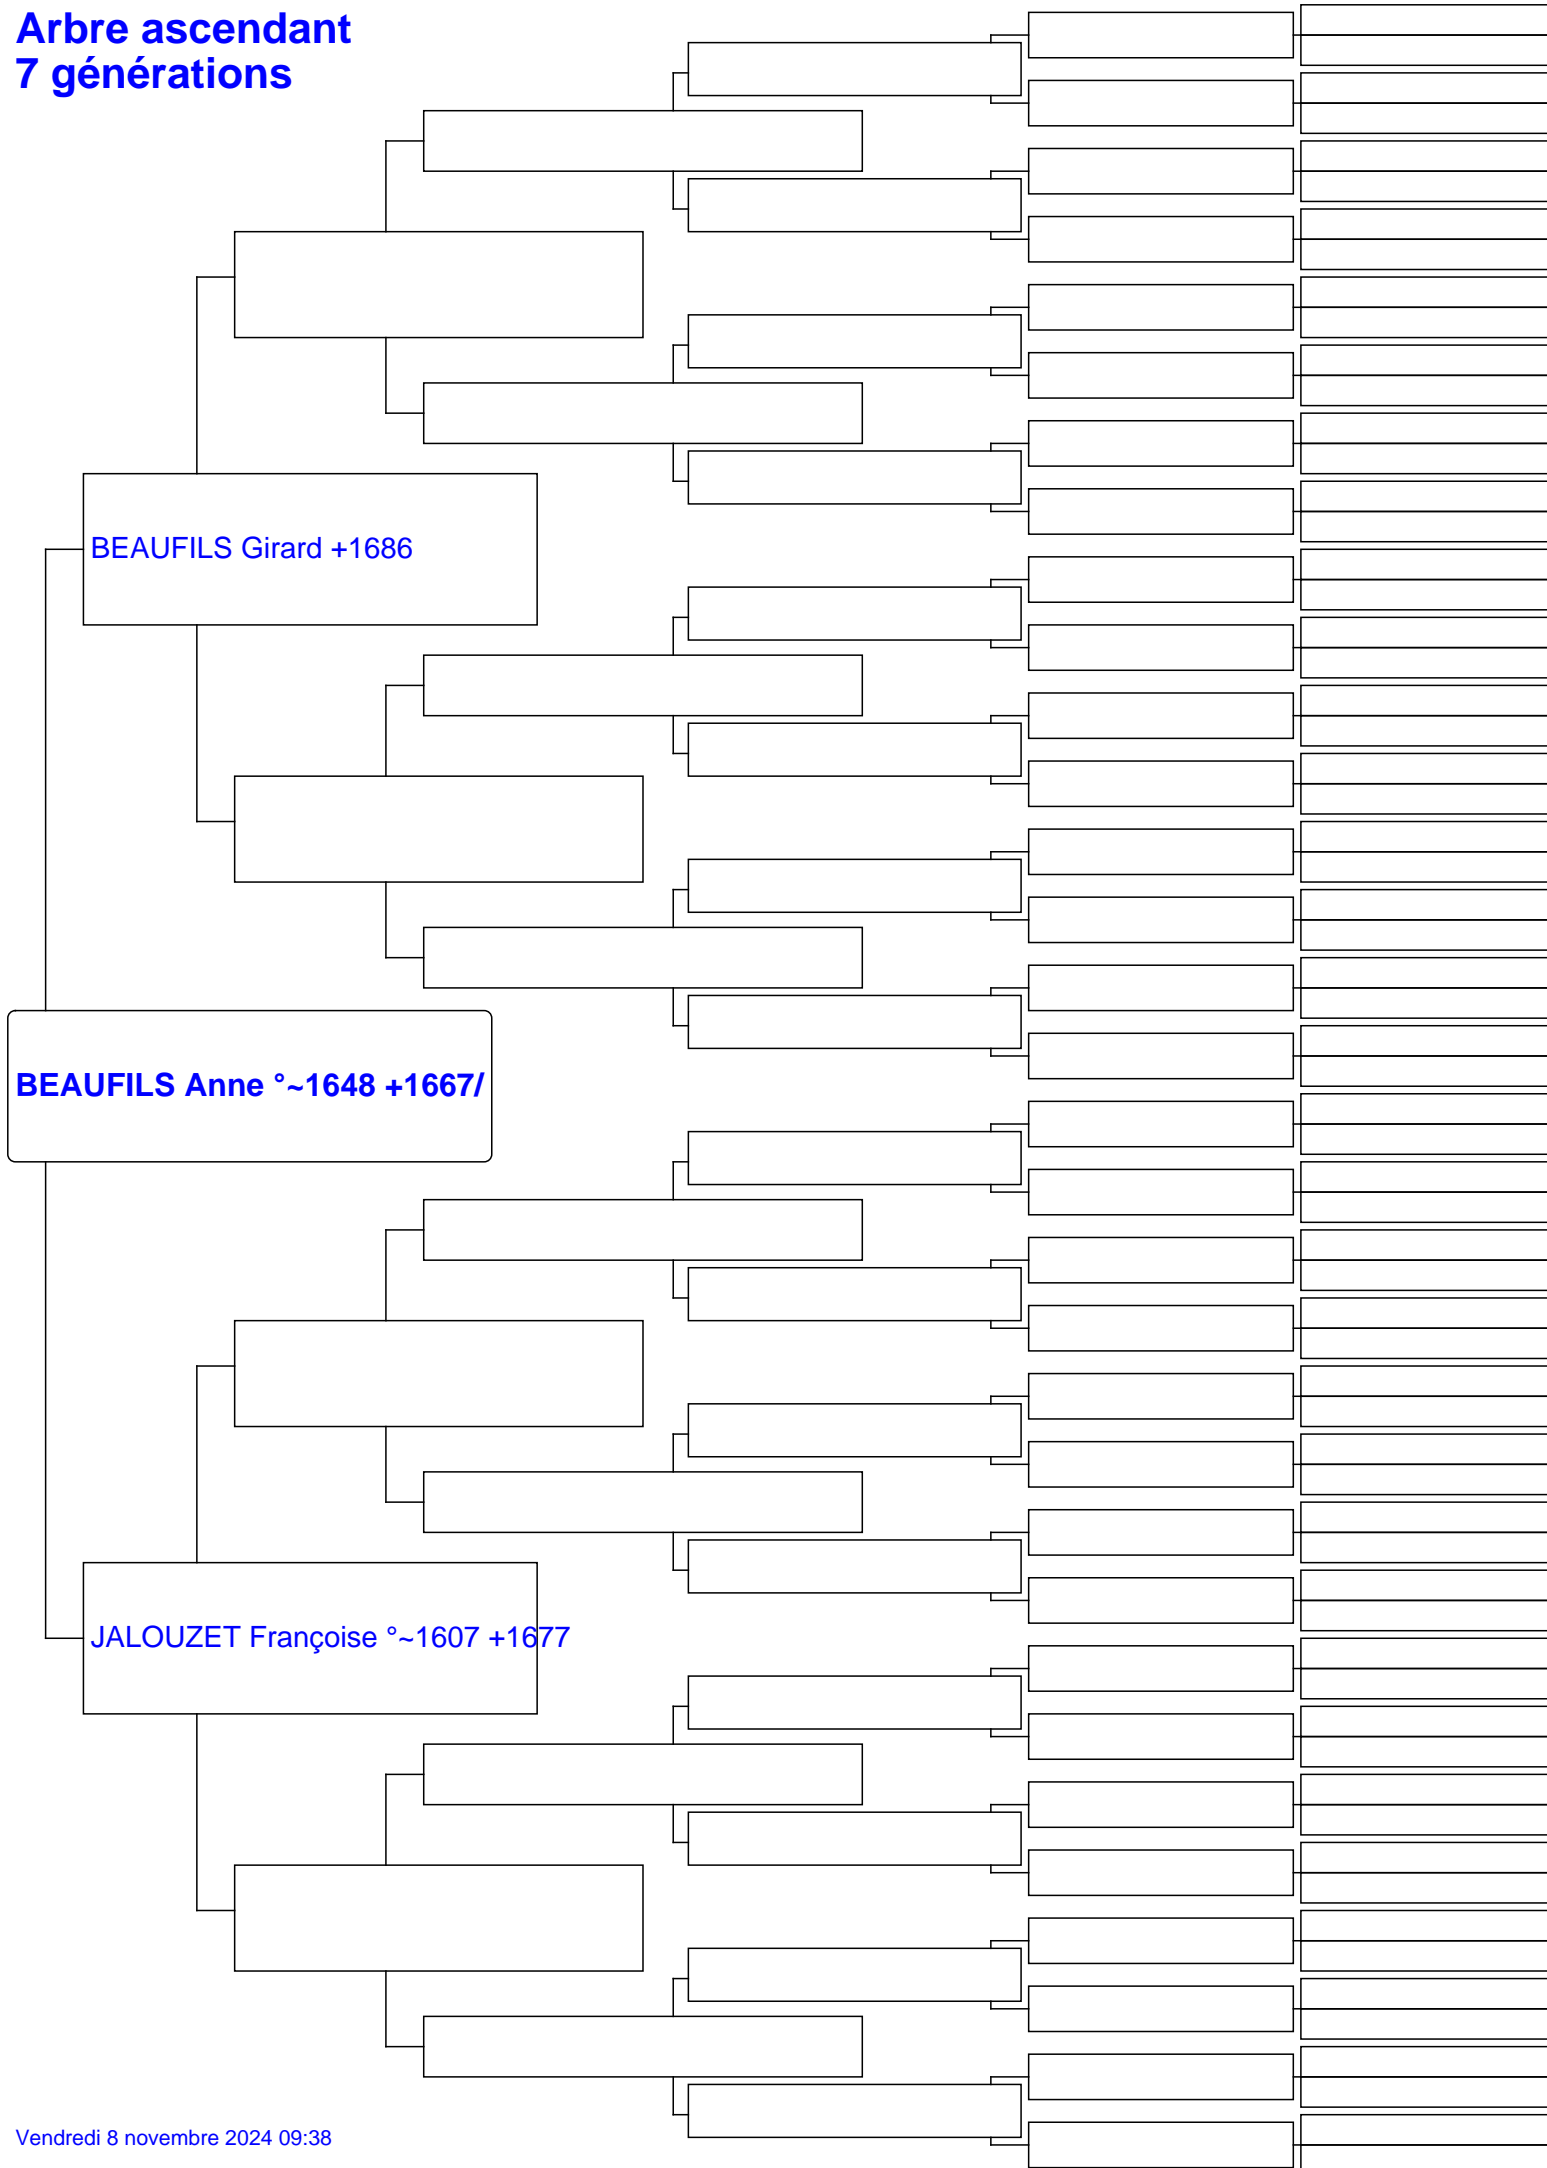 Arbre ascendant
7 générations
BEAUFILS Girard +1686
BEAUFILS Anne °~1648 +1667/
JALOUZET Françoise °~1607 +1677
Vendredi 8 novembre 2024 09:38